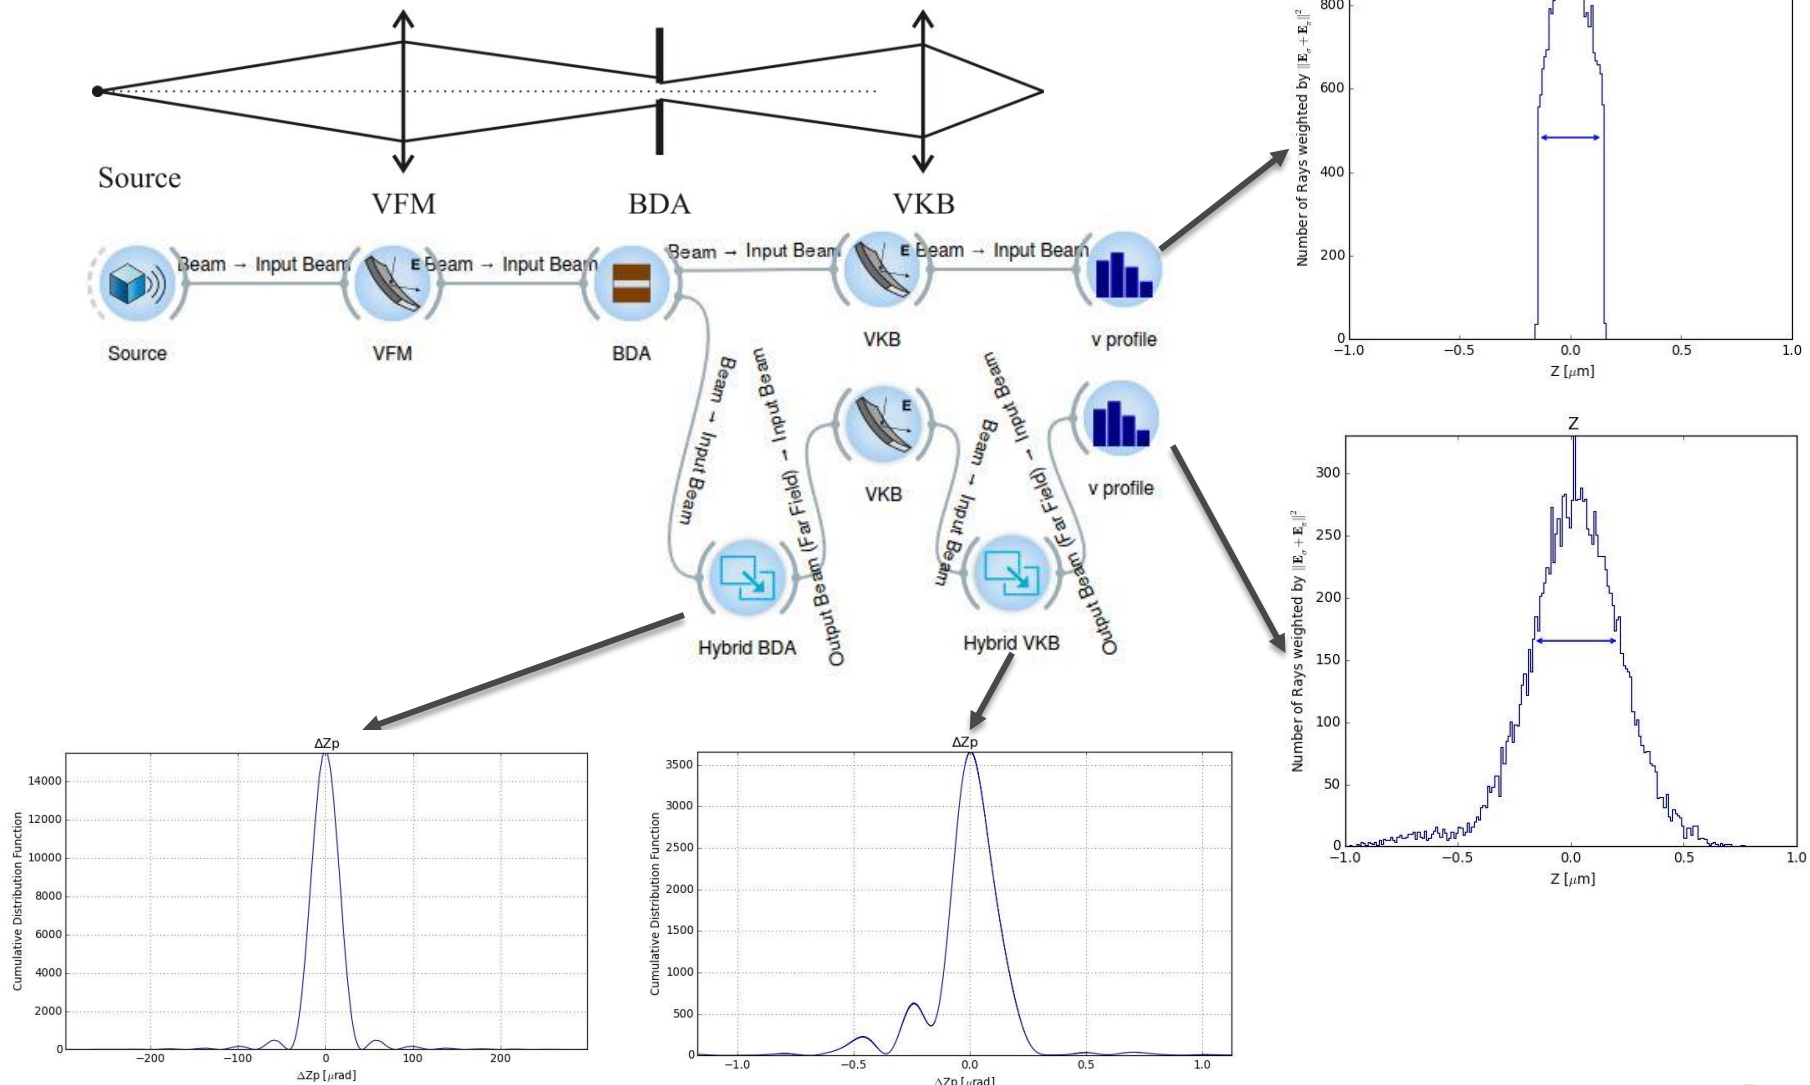 Source
VFM
BDA
VKB
Beam → Input Beam
E Beam → Input Beam
Beam → Input Beam
E Beam → Input Beam
Source
VFM
BDA
VKB
v profile
Beam → Input Beam
Output Beam (Far Field) → Input Beam
E
VKB
Beam → Input Beam
Output Beam (Far Field) → Input Beam
v profile
Hybrid BDA
Hybrid VKB
Number of Rays weighted by ‖Eσ + Eπ‖²
800
600
400
200
0
−1.0 −0.5 0.0 0.5 1.0
Z [μm]
Z
Number of Rays weighted by ‖Eσ + Eπ‖²
300
250
200
150
100
50
0
−1.0 −0.5 0.0 0.5 1.0
Z [μm]
ΔZp
Cumulative Distribution Function
14000
12000
10000
8000
6000
4000
2000
0
−200 −100 0 100 200
ΔZp [μrad]
ΔZp
Cumulative Distribution Function
3500
3000
2500
2000
1500
1000
500
0
−1.0 −0.5 0.0 0.5 1.0
ΔZp [μrad]